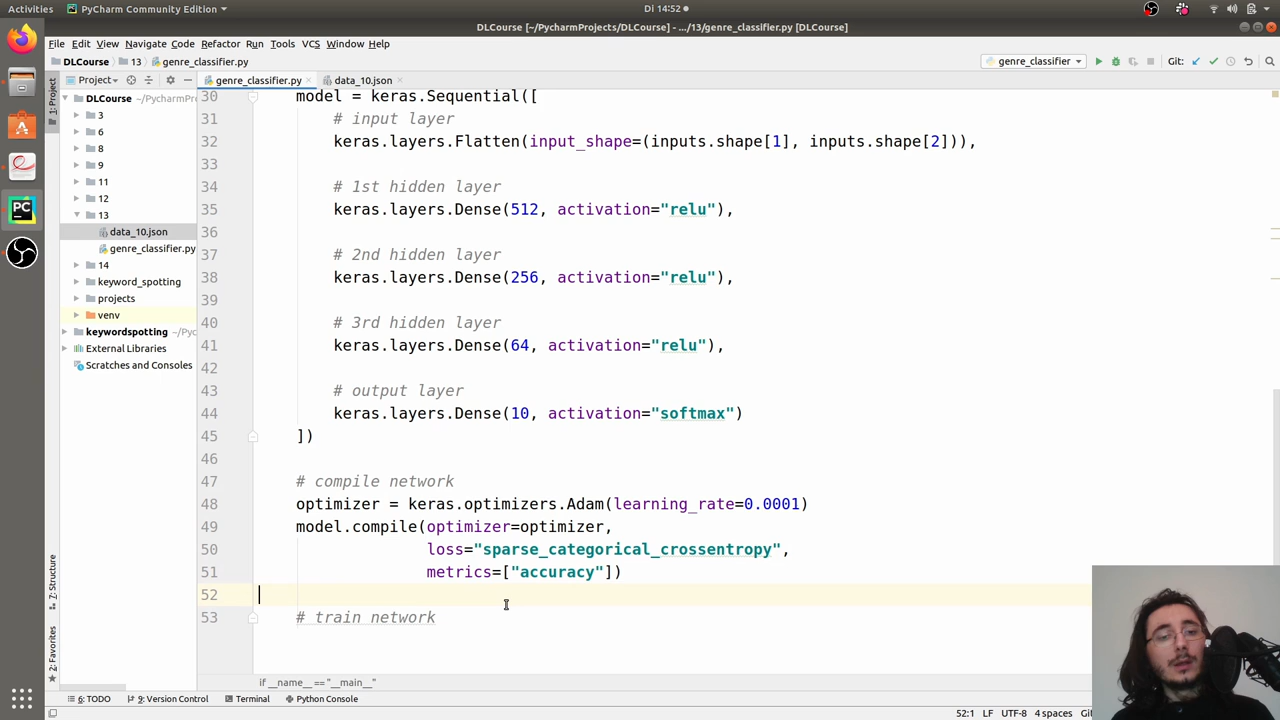 Activities
PyCharm Community Edition
Di 14:52
DLCourse [~/PycharmProjects/DLCourse] - .../13/genre_classifier.py [DLCourse]
File Edit View Navigate Code Refactor Run Tools VCS Window Help
DLCourse 13 genre_classifier.py
genre_classifier
Git:
Project
genre_classifier.py
data_10.json
1: Project
DLCourse ~/PycharmProjects
3
6
8
9
11
12
13
data_10.json
genre_classifier.py
14
keyword_spotting
projects
venv
keywordspotting ~/Pyc
External Libraries
Scratches and Consoles
30 model = keras.Sequential([
31 # input layer
32 keras.layers.Flatten(input_shape=(inputs.shape[1], inputs.shape[2])),
33
34 # 1st hidden layer
35 keras.layers.Dense(512, activation="relu"),
36
37 # 2nd hidden layer
38 keras.layers.Dense(256, activation="relu"),
39
40 # 3rd hidden layer
41 keras.layers.Dense(64, activation="relu"),
42
43 # output layer
44 keras.layers.Dense(10, activation="softmax")
45 ])
46
47 # compile network
48 optimizer = keras.optimizers.Adam(learning_rate=0.0001)
49 model.compile(optimizer=optimizer,
50 loss="sparse_categorical_crossentropy",
51 metrics=["accuracy"])
52
53 # train network
7: Structure
2: Favorites
if __name__ == "__main__"
6: TODO
9: Version Control
Terminal
Python Console
52:1 LF UTF-8 4 spaces
PC